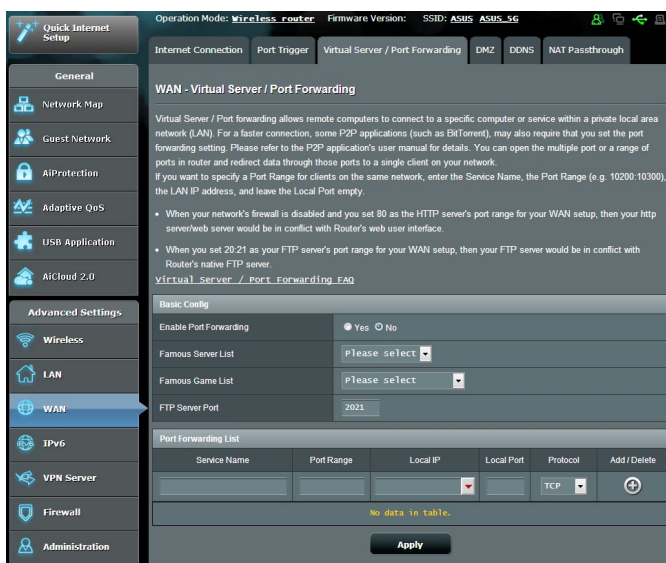 Quick Internet
Setup
Operation Mode: Wireless router Firmware Version: SSID: ASUS ASUS_5G
Internet Connection Port Trigger Virtual Server / Port Forwarding DMZ DDNS NAT Passthrough
General
Network Map
Guest Network
AiProtection
Adaptive QoS
USB Application
AiCloud 2.0
Advanced Settings
Wireless
LAN
WAN
IPv6
VPN Server
Firewall
Administration
WAN - Virtual Server / Port Forwarding
Virtual Server / Port forwarding allows remote computers to connect to a specific computer or service within a private local area
network (LAN). For a faster connection, some P2P applications (such as BitTorrent), may also require that you set the port
forwarding setting. Please refer to the P2P application's user manual for details. You can open the multiple port or a range of
ports in router and redirect data through those ports to a single client on your network.
If you want to specify a Port Range for clients on the same network, enter the Service Name, the Port Range (e.g. 10200:10300),
the LAN IP address, and leave the Local Port empty.
• When your network's firewall is disabled and you set 80 as the HTTP server's port range for your WAN setup, then your http
server/web server would be in conflict with Router's web user interface.
• When you set 20:21 as your FTP server's port range for your WAN setup, then your FTP server would be in conflict with
Router's native FTP server.
Virtual Server / Port Forwarding FAQ
Basic Config
Enable Port Forwarding Yes No
Famous Server List Please select
Famous Game List Please select
FTP Server Port 2021
Port Forwarding List
Service Name Port Range Local IP Local Port Protocol Add / Delete
TCP
No data in table.
Apply